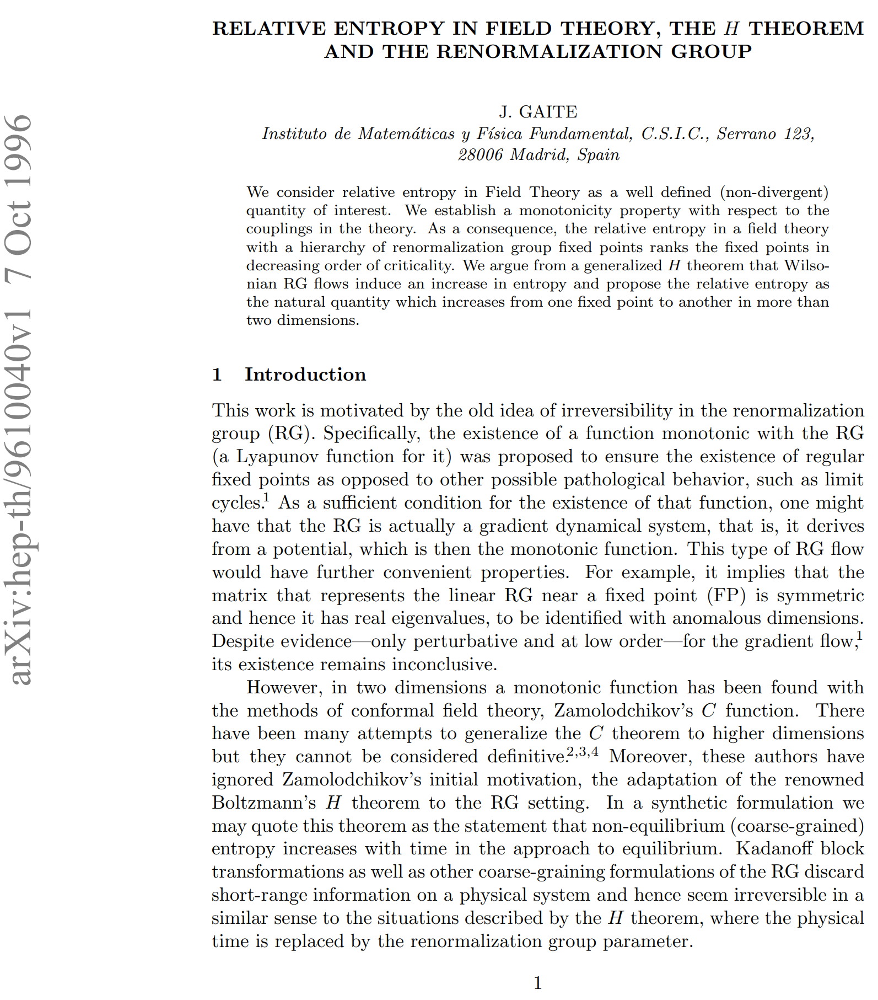 RELATIVE ENTROPY IN FIELD THEORY, THE H THEOREM
AND THE RENORMALIZATION GROUP
J. GAITE
Instituto de Matemáticas y Física Fundamental, C.S.I.C., Serrano 123,
28006 Madrid, Spain
We consider relative entropy in Field Theory as a well defined (non-divergent)
quantity of interest. We establish a monotonicity property with respect to the
couplings in the theory. As a consequence, the relative entropy in a field theory
with a hierarchy of renormalization group fixed points ranks the fixed points in
decreasing order of criticality. We argue from a generalized H theorem that Wilso-
nian RG flows induce an increase in entropy and propose the relative entropy as
the natural quantity which increases from one fixed point to another in more than
two dimensions.
1 Introduction
This work is motivated by the old idea of irreversibility in the renormalization
group (RG). Specifically, the existence of a function monotonic with the RG
(a Lyapunov function for it) was proposed to ensure the existence of regular
fixed points as opposed to other possible pathological behavior, such as limit
cycles.1 As a sufficient condition for the existence of that function, one might
have that the RG is actually a gradient dynamical system, that is, it derives
from a potential, which is then the monotonic function. This type of RG flow
would have further convenient properties. For example, it implies that the
matrix that represents the linear RG near a fixed point (FP) is symmetric
and hence it has real eigenvalues, to be identified with anomalous dimensions.
Despite evidence—only perturbative and at low order—for the gradient flow,1
its existence remains inconclusive.
However, in two dimensions a monotonic function has been found with
the methods of conformal field theory, Zamolodchikov's C function. There
have been many attempts to generalize the C theorem to higher dimensions
but they cannot be considered definitive.2,3,4 Moreover, these authors have
ignored Zamolodchikov's initial motivation, the adaptation of the renowned
Boltzmann's H theorem to the RG setting. In a synthetic formulation we
may quote this theorem as the statement that non-equilibrium (coarse-grained)
entropy increases with time in the approach to equilibrium. Kadanoff block
transformations as well as other coarse-graining formulations of the RG discard
short-range information on a physical system and hence seem irreversible in a
similar sense to the situations described by the H theorem, where the physical
time is replaced by the renormalization group parameter.
1
arXiv:hep-th/9610040v1 7 Oct 1996